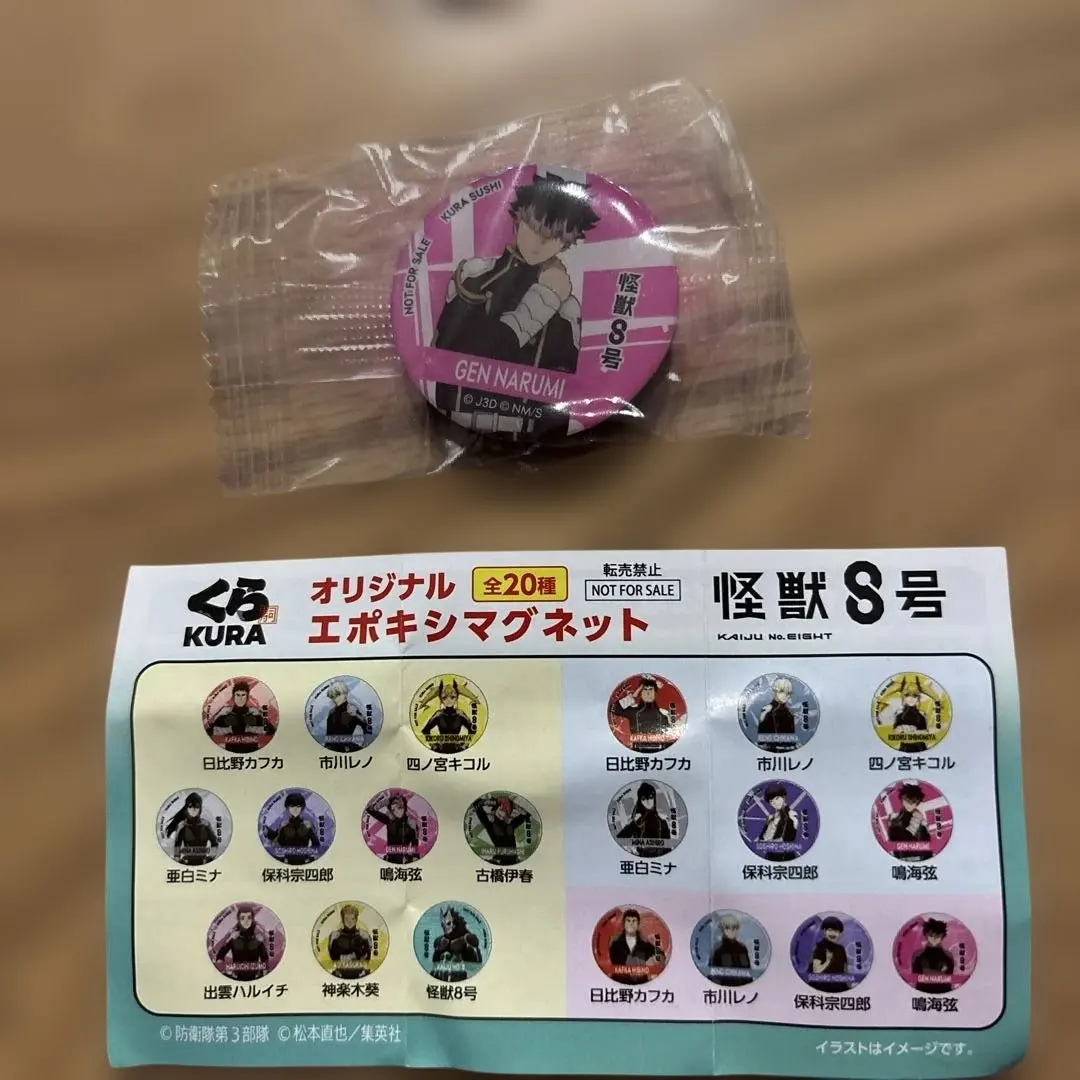 KURA SUSHI
NOT FOR SALE
怪獣8号
GEN NARUMI
© J3D © NM/S
くら
KURA
オリジナル
エポキシマグネット
全20種
転売禁止
NOT FOR SALE
怪獣8号
KAIJU No. EIGHT
日比野カフカ
市川レノ
四ノ宮キコル
亜白ミナ
保科宗四郎
鳴海弦
古橋伊春
出雲ハルイチ
神楽木葵
怪獣8号
日比野カフカ
市川レノ
四ノ宮キコル
亜白ミナ
保科宗四郎
鳴海弦
日比野カフカ
市川レノ
保科宗四郎
鳴海弦
© 防衛隊第3部隊 © 松本直也／集英社
イラストはイメージです。